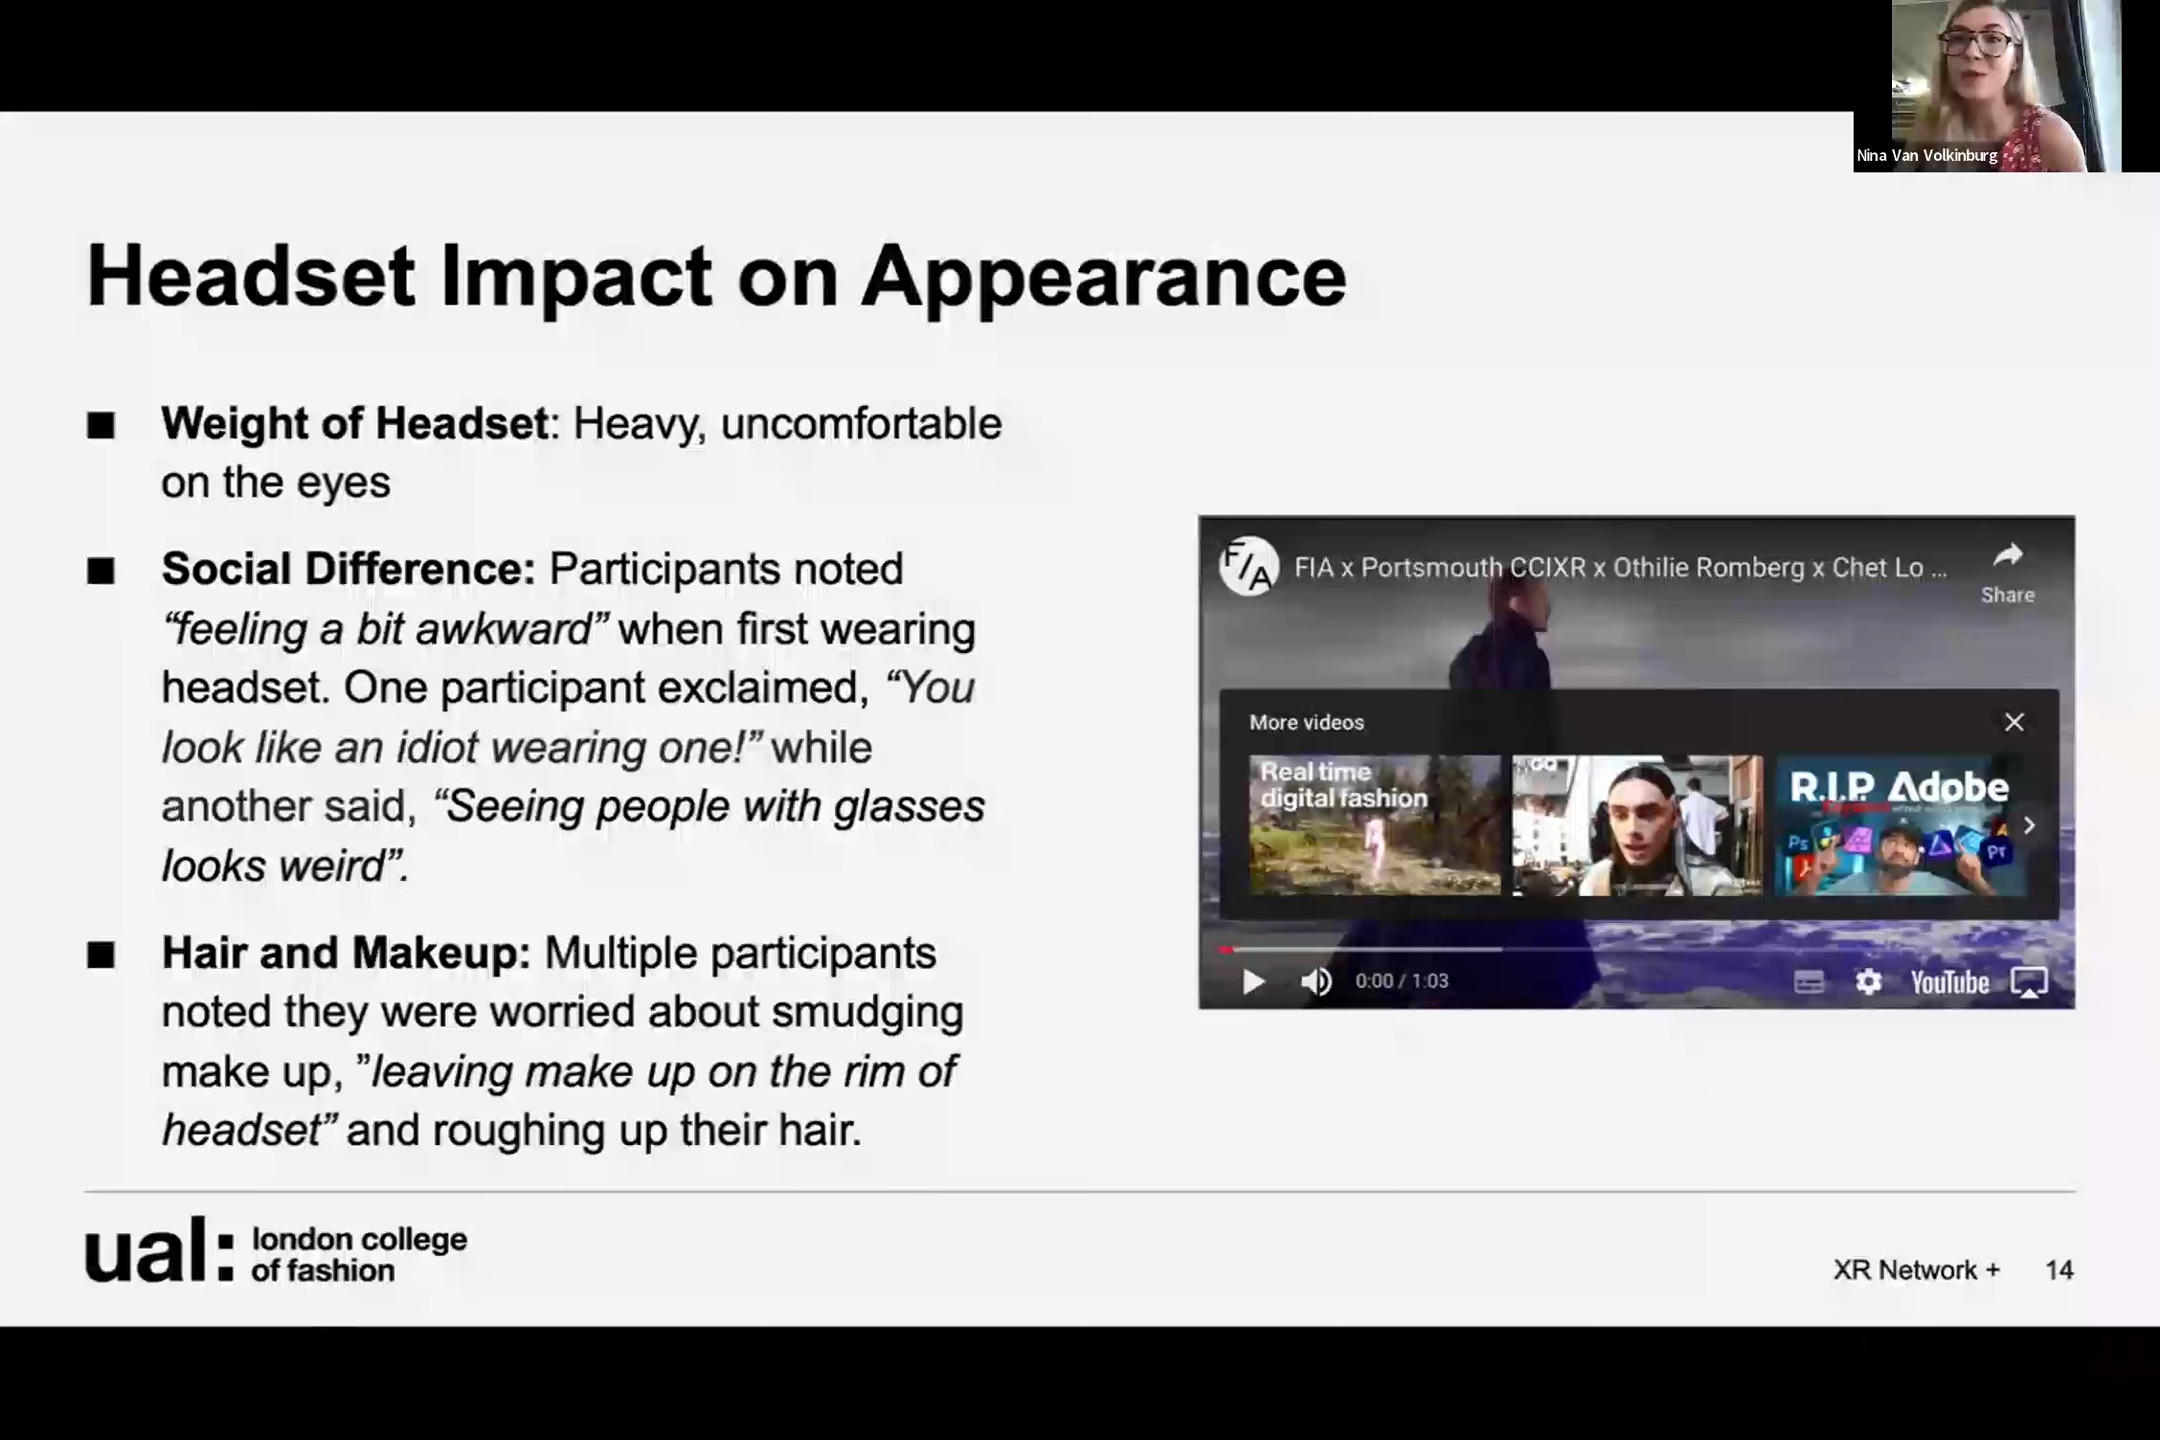 Nina Van Volkinburg
Headset Impact on Appearance
Weight of Headset: Heavy, uncomfortable
on the eyes
Social Difference: Participants noted
“feeling a bit awkward” when first wearing
headset. One participant exclaimed, “You
look like an idiot wearing one!” while
another said, “Seeing people with glasses
looks weird”.
Hair and Makeup: Multiple participants
noted they were worried about smudging
make up, ”leaving make up on the rim of
headset” and roughing up their hair.
F/A
FIA x Portsmouth CCIXR x Othilie Romberg x Chet Lo ...
Share
More videos
Real time
digital fashion
GQ
R.I.P. Adobe
Ps
Pr
0:00 / 1:03
YouTube
ual: london college
of fashion
XR Network + 14